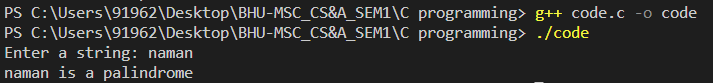 PS C:\Users\91962\Desktop\BHU-MSC_CS&A_SEM1\C programming> g++ code.c -o code
PS C:\Users\91962\Desktop\BHU-MSC_CS&A_SEM1\C programming> ./code
Enter a string: naman
naman is a palindrome